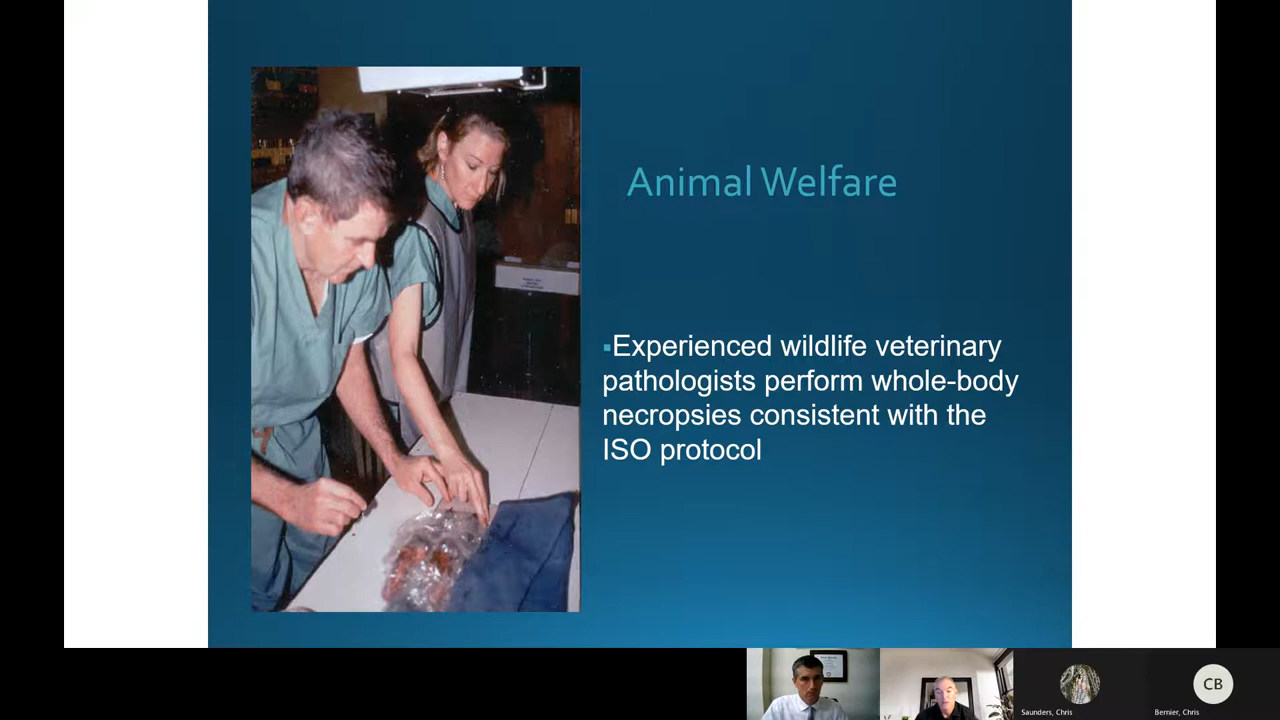 Animal Welfare
▪Experienced wildlife veterinary
pathologists perform whole-body
necropsies consistent with the
ISO protocol
CB
Saunders, Chris
Bernier, Chris